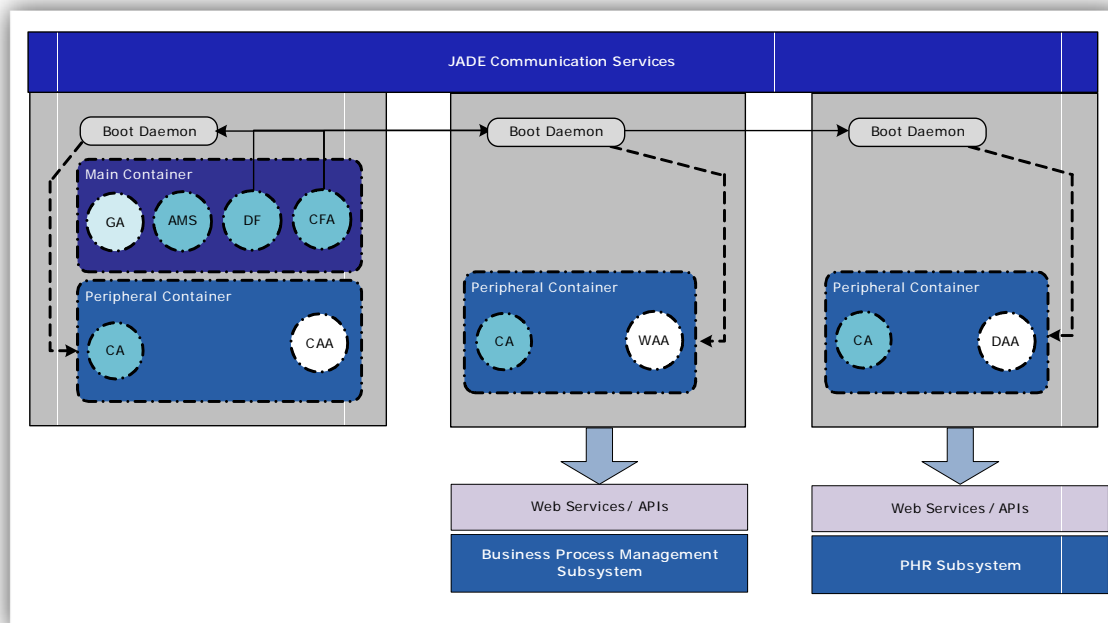 JADE Communication Services
Boot Daemon
Boot Daemon
Boot Daemon
Main Container
GA
AMS
DF
CFA
Peripheral Container
CA
CAA
Peripheral Container
CA
WAA
Peripheral Container
CA
DAA
Web Services / APIs
Web Services / APIs
Business Process Management
Subsystem
PHR Subsystem